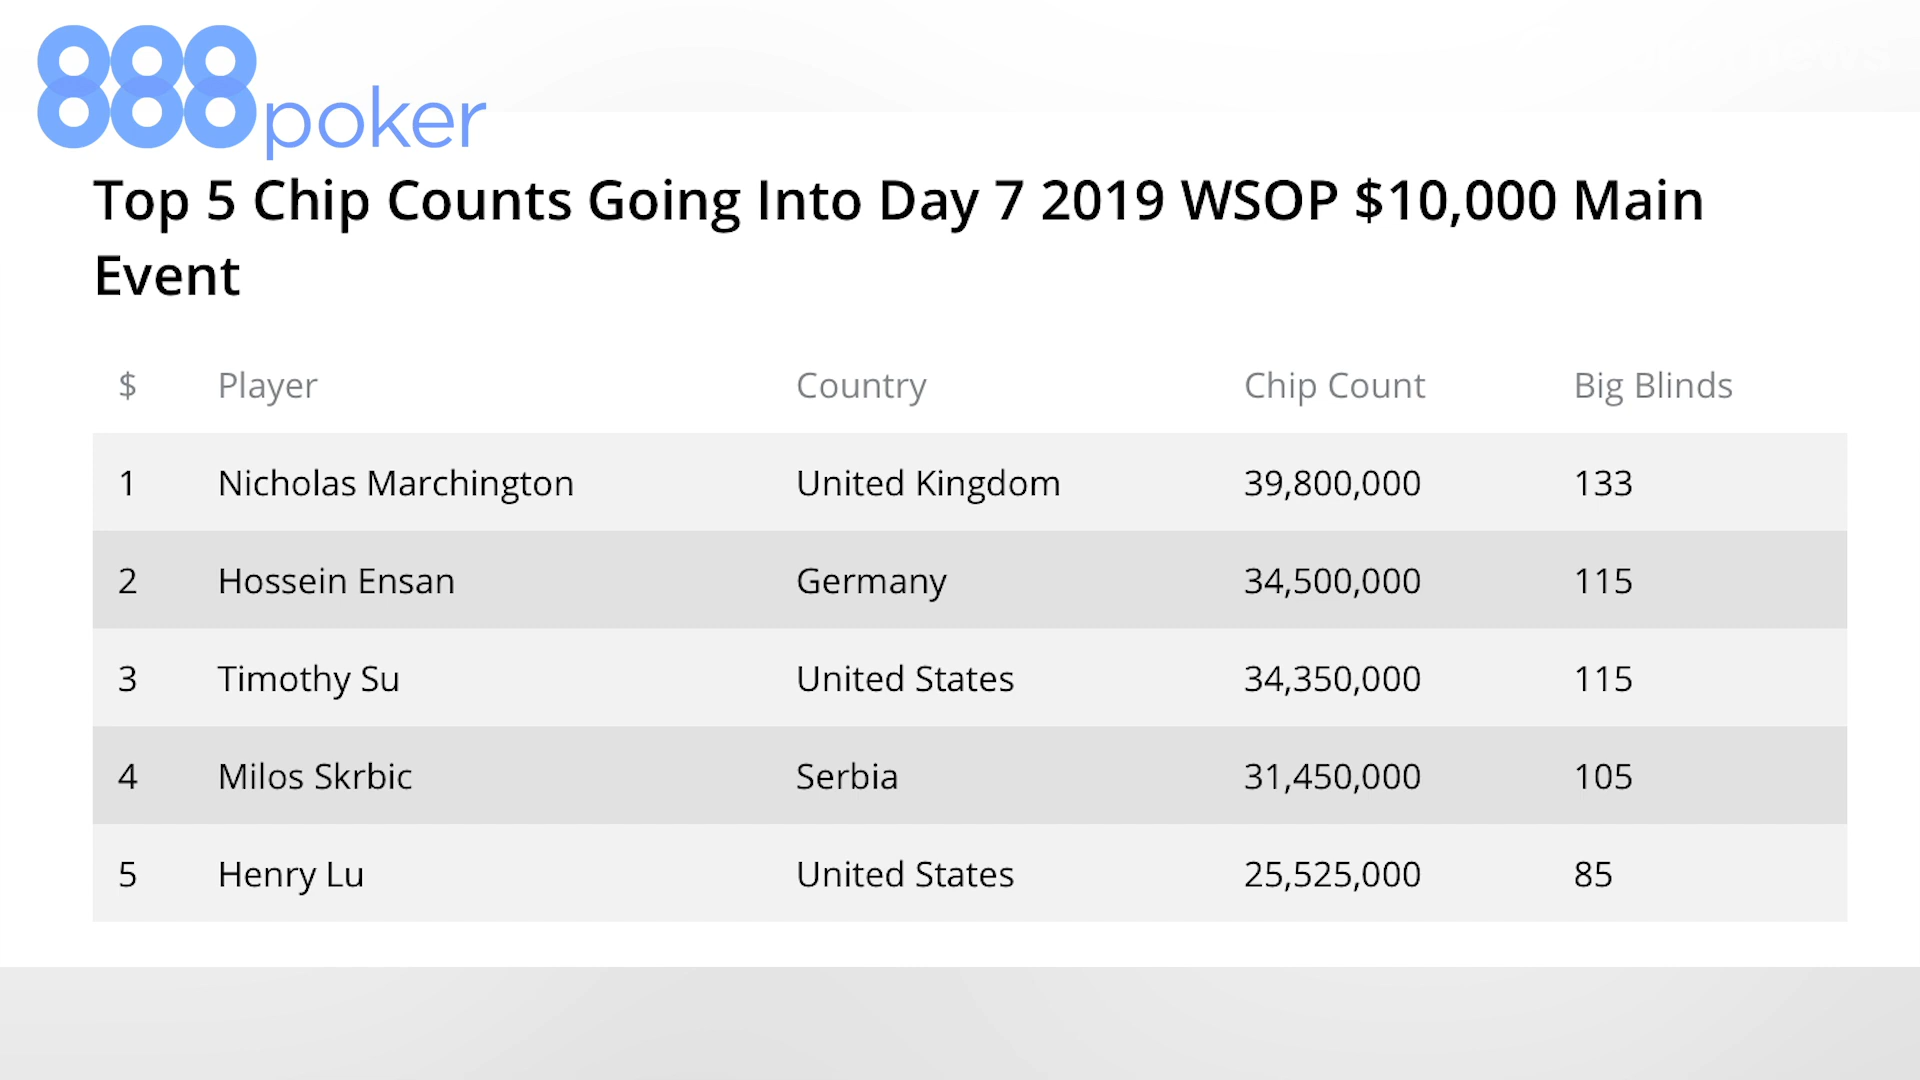 888poker
Top 5 Chip Counts Going Into Day 7 2019 WSOP $10,000 Main
Event
$ Player Country Chip Count Big Blinds
1 Nicholas Marchington United Kingdom 39,800,000 133
2 Hossein Ensan Germany 34,500,000 115
3 Timothy Su United States 34,350,000 115
4 Milos Skrbic Serbia 31,450,000 105
5 Henry Lu United States 25,525,000 85